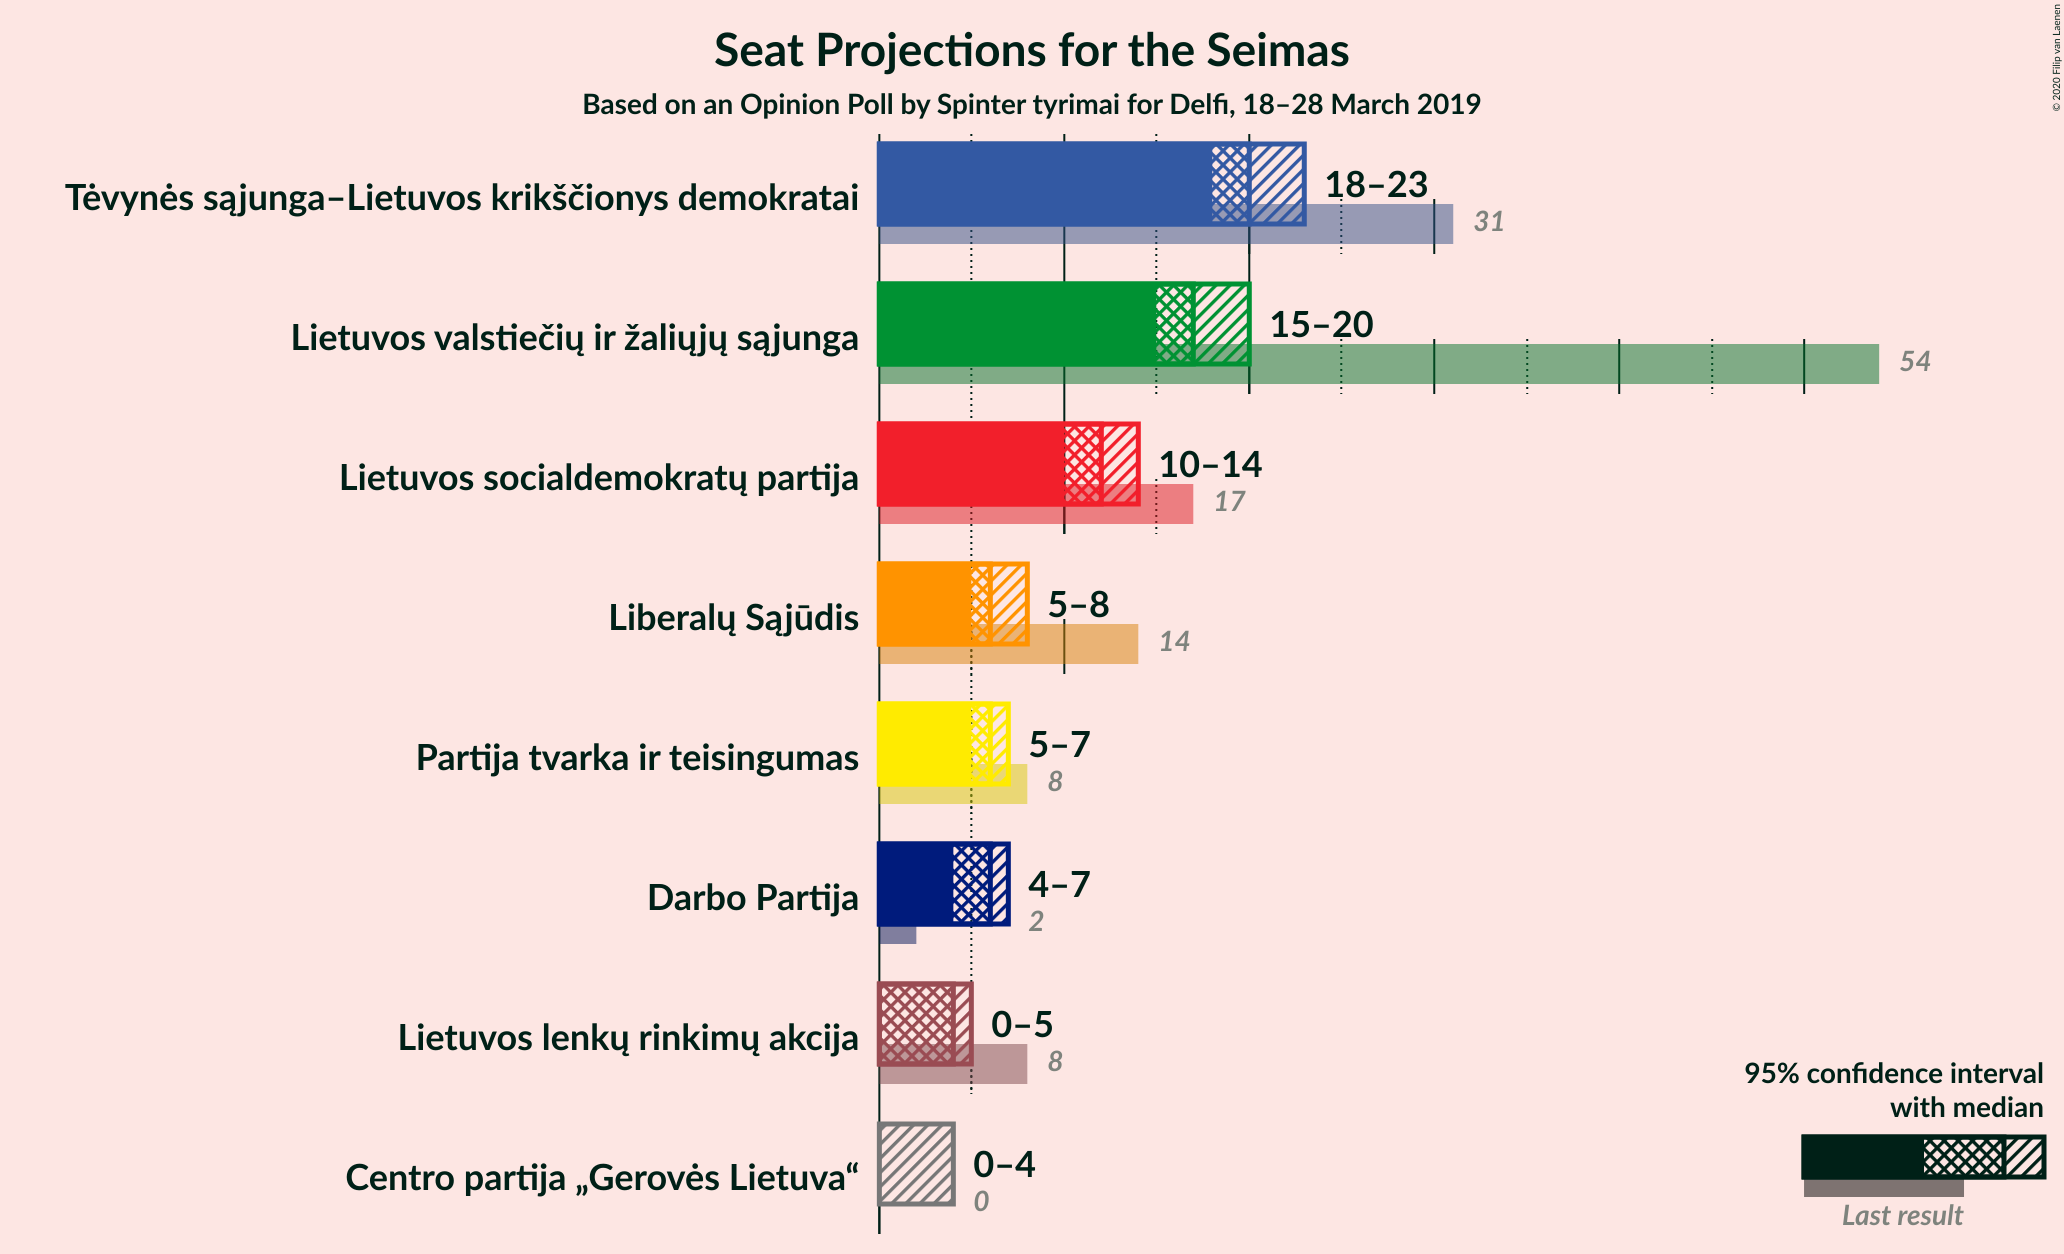 Seat Projections for the Seimas
Based on an Opinion Poll by Spinter tyrimai for Delfi, 18–28 March 2019
© 2020 Filip van Laenen
Tėvynės sąjunga–Lietuvos krikščionys demokratai
18–23
31
Lietuvos valstiečių ir žaliųjų sąjunga
15–20
54
Lietuvos socialdemokratų partija
10–14
17
Liberalų Sąjūdis
5–8
14
Partija tvarka ir teisingumas
5–7
8
Darbo Partija
4–7
2
Lietuvos lenkų rinkimų akcija
0–5
8
Centro partija „Gerovės Lietuva“
0–4
0
95% confidence interval
with median
Last result